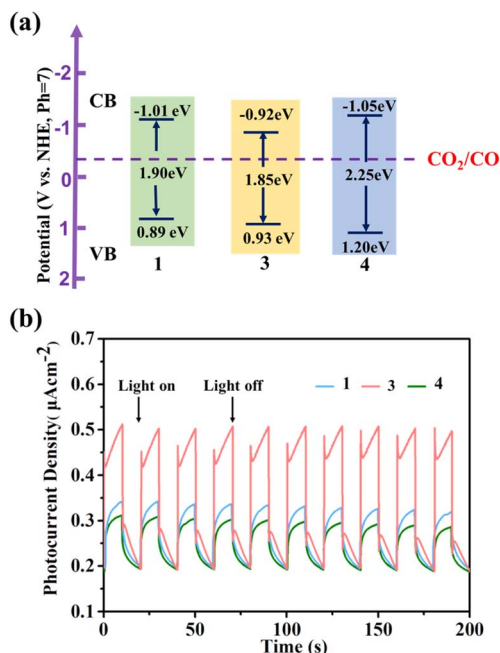 (a)
Potential (V vs. NHE, Ph=7)
-2
-1
0
1
2
CB
VB
-1.01 eV
1.90eV
0.89 eV
1
-0.92eV
1.85eV
0.93 eV
3
-1.05eV
2.25eV
1.20eV
4
CO₂/CO
(b)
Photocurrent Density( μAcm⁻²)
0.7
0.6
0.5
0.4
0.3
0.2
0.1
Light on
Light off
1
3
4
0
50
100
150
200
Time (s)